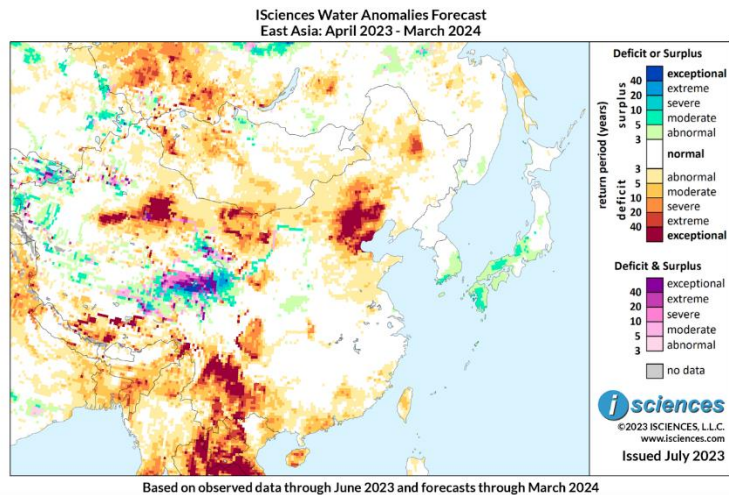 ISciences Water Anomalies Forecast
East Asia: April 2023 - March 2024
Deficit or Surplus
return period (years)
surplus
deficit
40 exceptional
20 extreme
10 severe
5 moderate
3 abnormal
normal
3 abnormal
5 moderate
10 severe
20 extreme
40 exceptional
Deficit & Surplus
40 exceptional
20 extreme
10 severe
5 moderate
3 abnormal
no data
i sciences
©2023 ISCIENCES, L.L.C.
www.isciences.com
Issued July 2023
Based on observed data through June 2023 and forecasts through March 2024